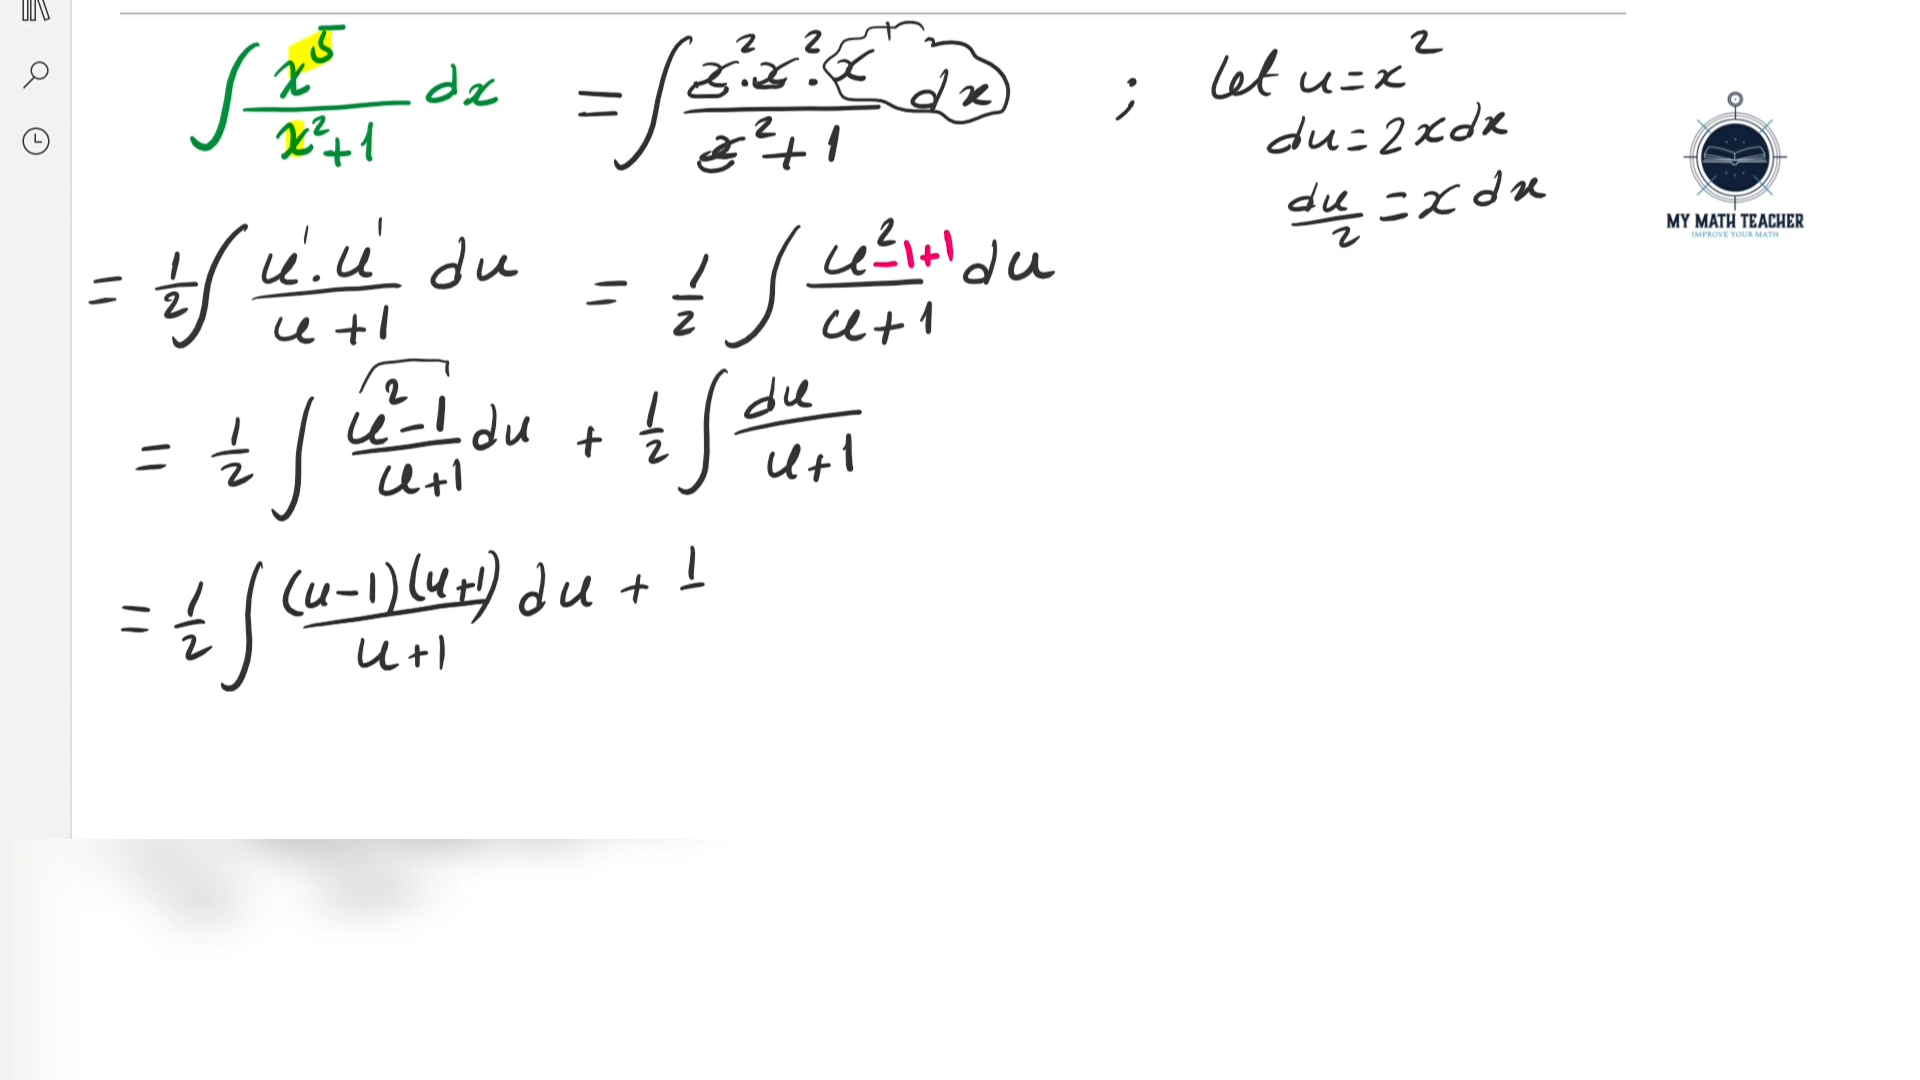 ∫ x⁵/(x²+1) dx = ∫ x².x².x dx/(x²+1) ; let u=x²
du=2xdx
du/2 = x dx
MY MATH TEACHER
IMPROVE YOUR MATH
= 1/2 ∫ u¹.u¹/(u+1) du = 1/2 ∫ (u²-1+1)/(u+1) du
= 1/2 ∫ (u²-1)/(u+1) du + 1/2 ∫ du/(u+1)
= 1/2 ∫ (u-1)(u+1)/(u+1) du + 1